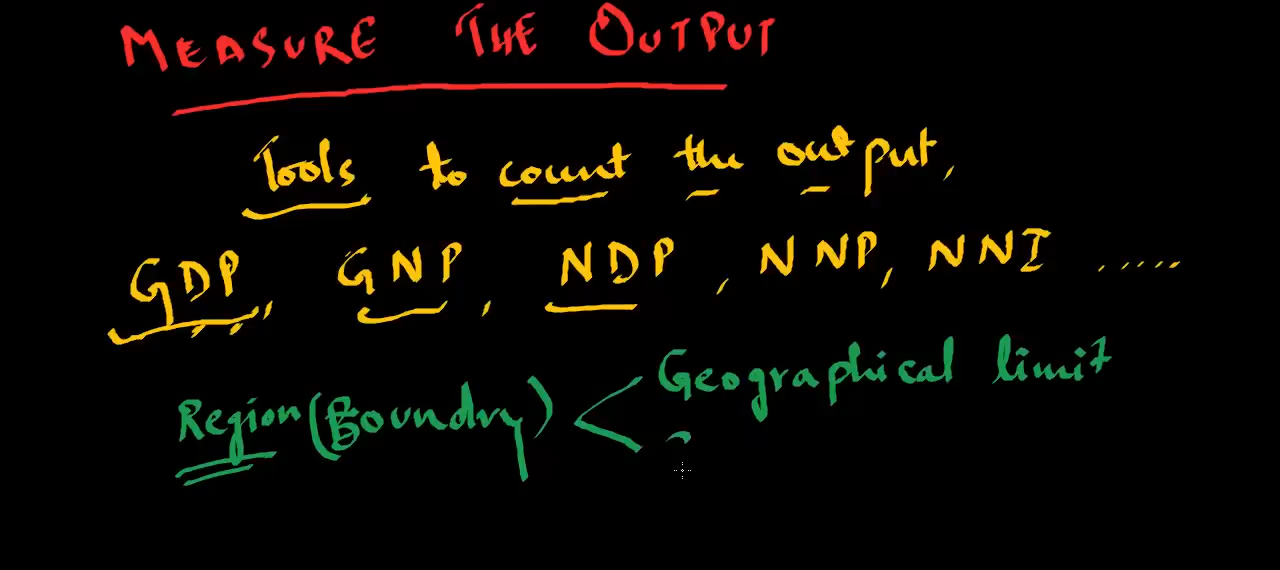 MEASURE THE OUTPUT
Tools to count the output,
GDP, GNP, NDP, NNP, NNI .....
Region (Boundry) < Geographical limit